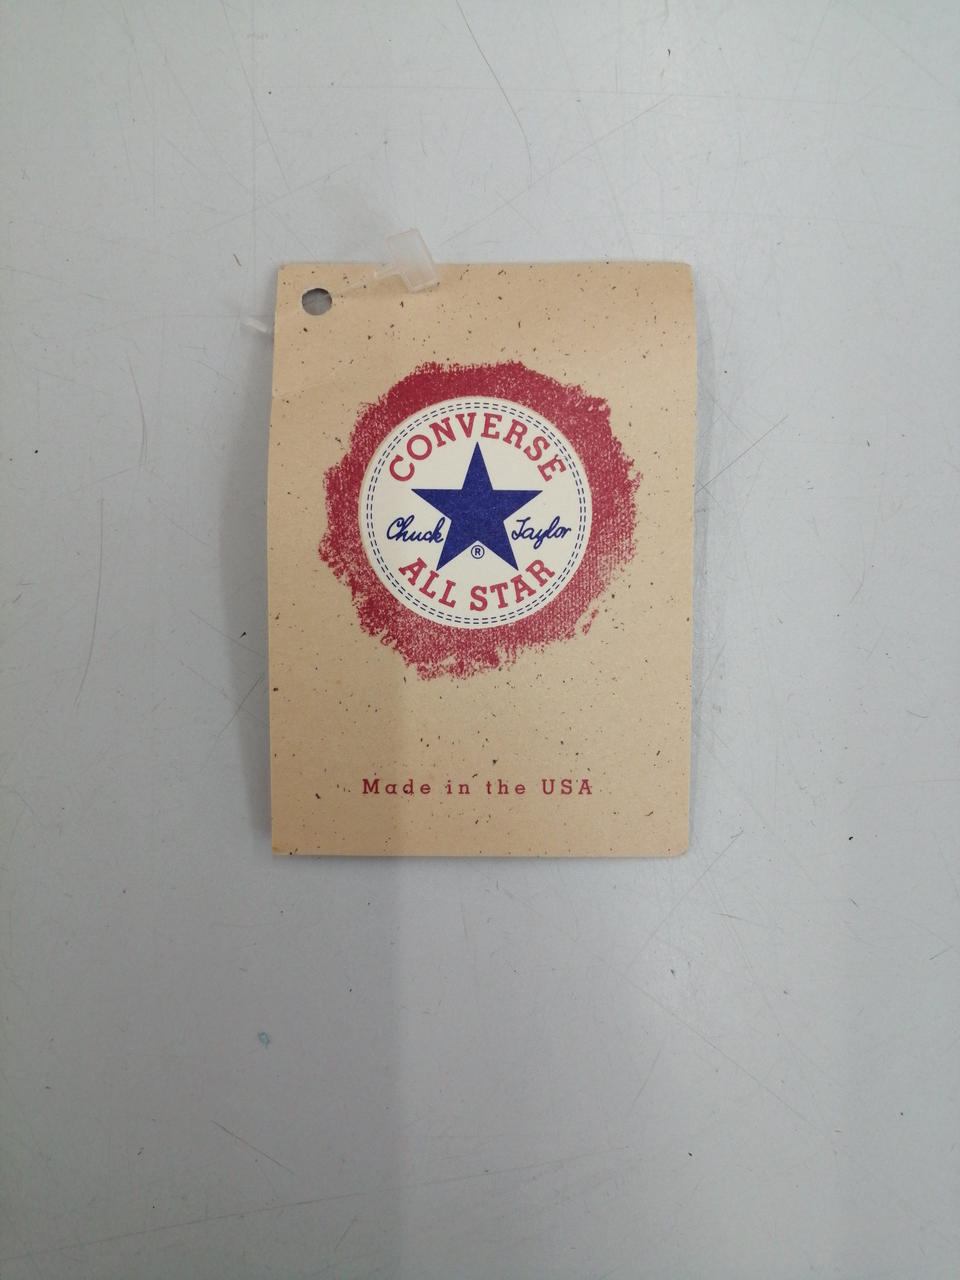 CONVERSE
Chuck Taylor
®
ALL STAR
Made in the USA